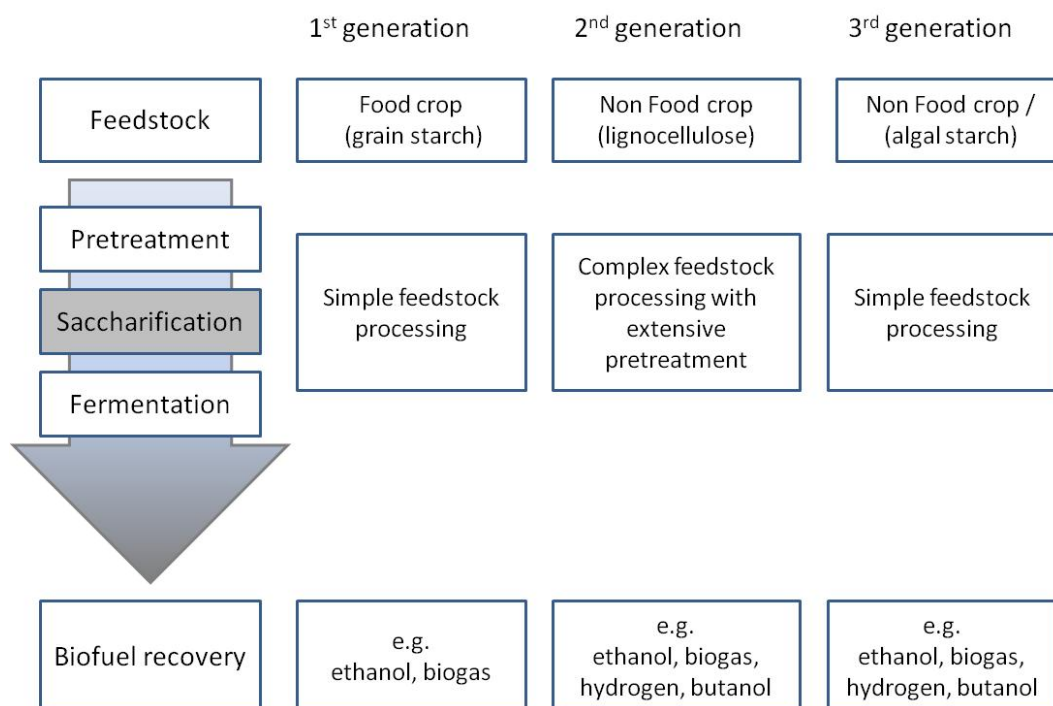 1st generation
2nd generation
3rd generation
Feedstock
Food crop
(grain starch)
Non Food crop
(lignocellulose)
Non Food crop /
(algal starch)
Pretreatment
Saccharification
Fermentation
Simple feedstock
processing
Complex feedstock
processing with
extensive
pretreatment
Simple feedstock
processing
Biofuel recovery
e.g.
ethanol, biogas
e.g.
ethanol, biogas,
hydrogen, butanol
e.g.
ethanol, biogas,
hydrogen, butanol